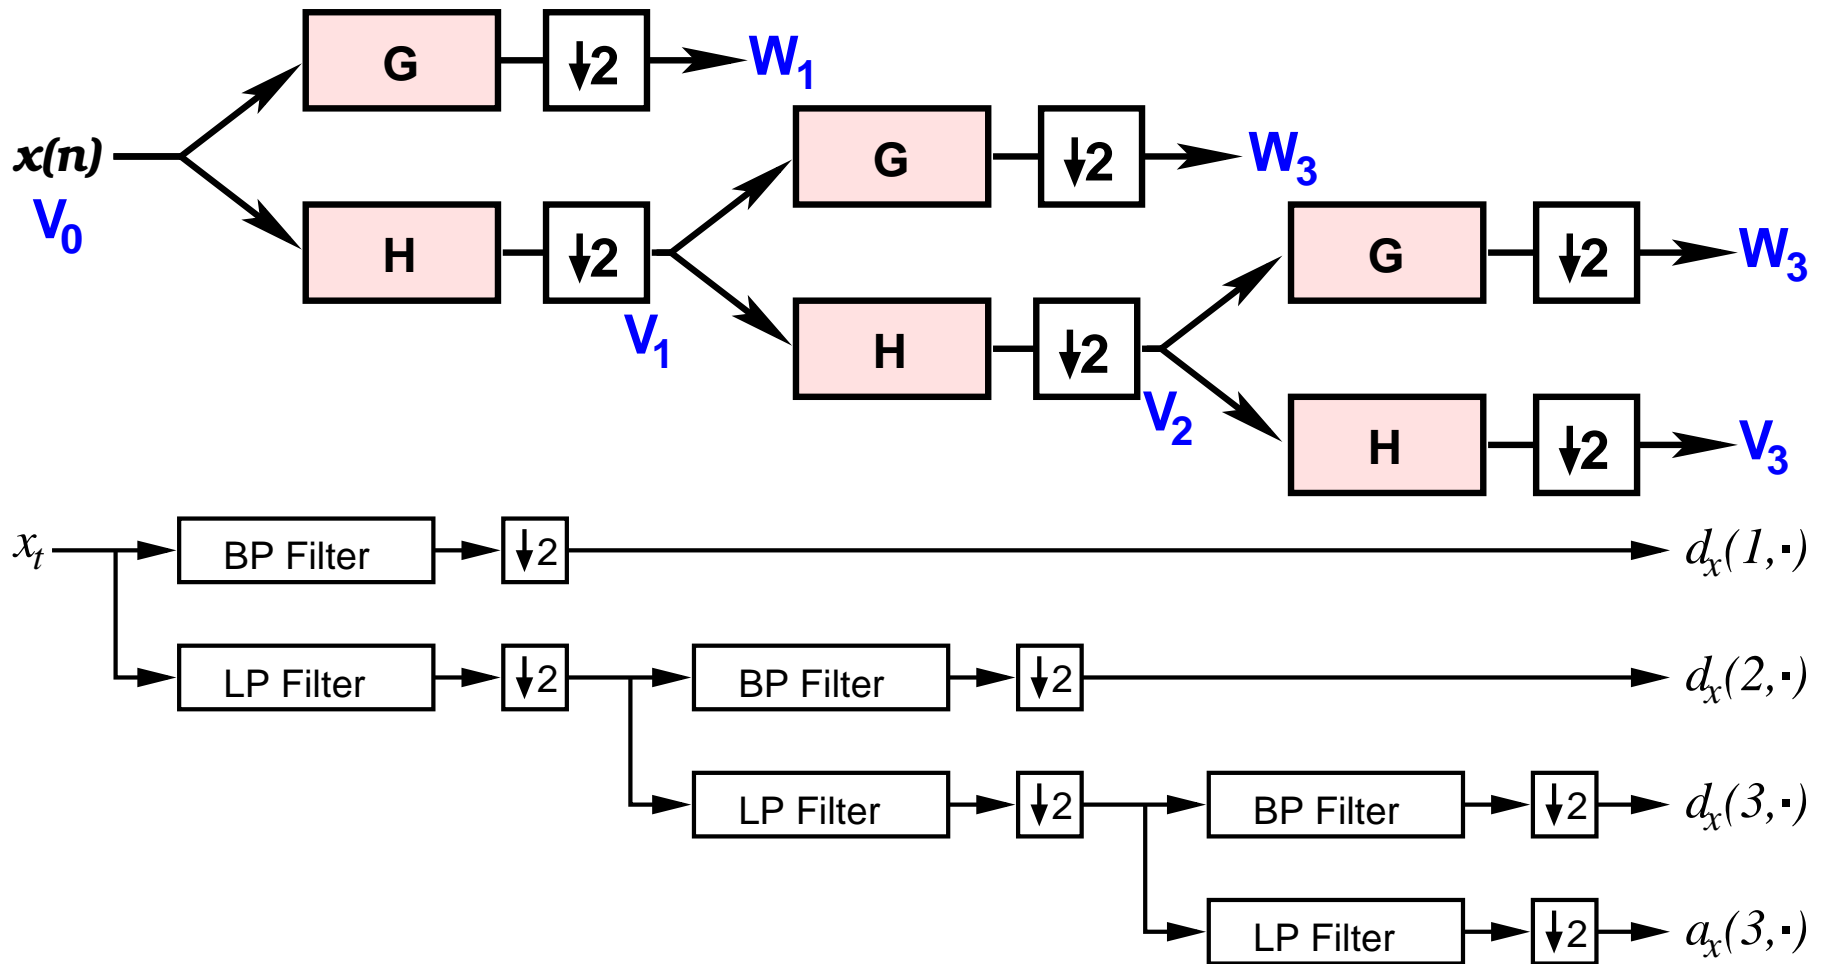 G ↓2 W1
x(n) G ↓2 W3
V0 H ↓2 G ↓2 W3
V1 H ↓2
V2 H ↓2 V3
xt BP Filter ↓2 dx(1,·)
LP Filter ↓2 BP Filter ↓2 dx(2,·)
LP Filter ↓2 BP Filter ↓2 dx(3,·)
LP Filter ↓2 ax(3,·)